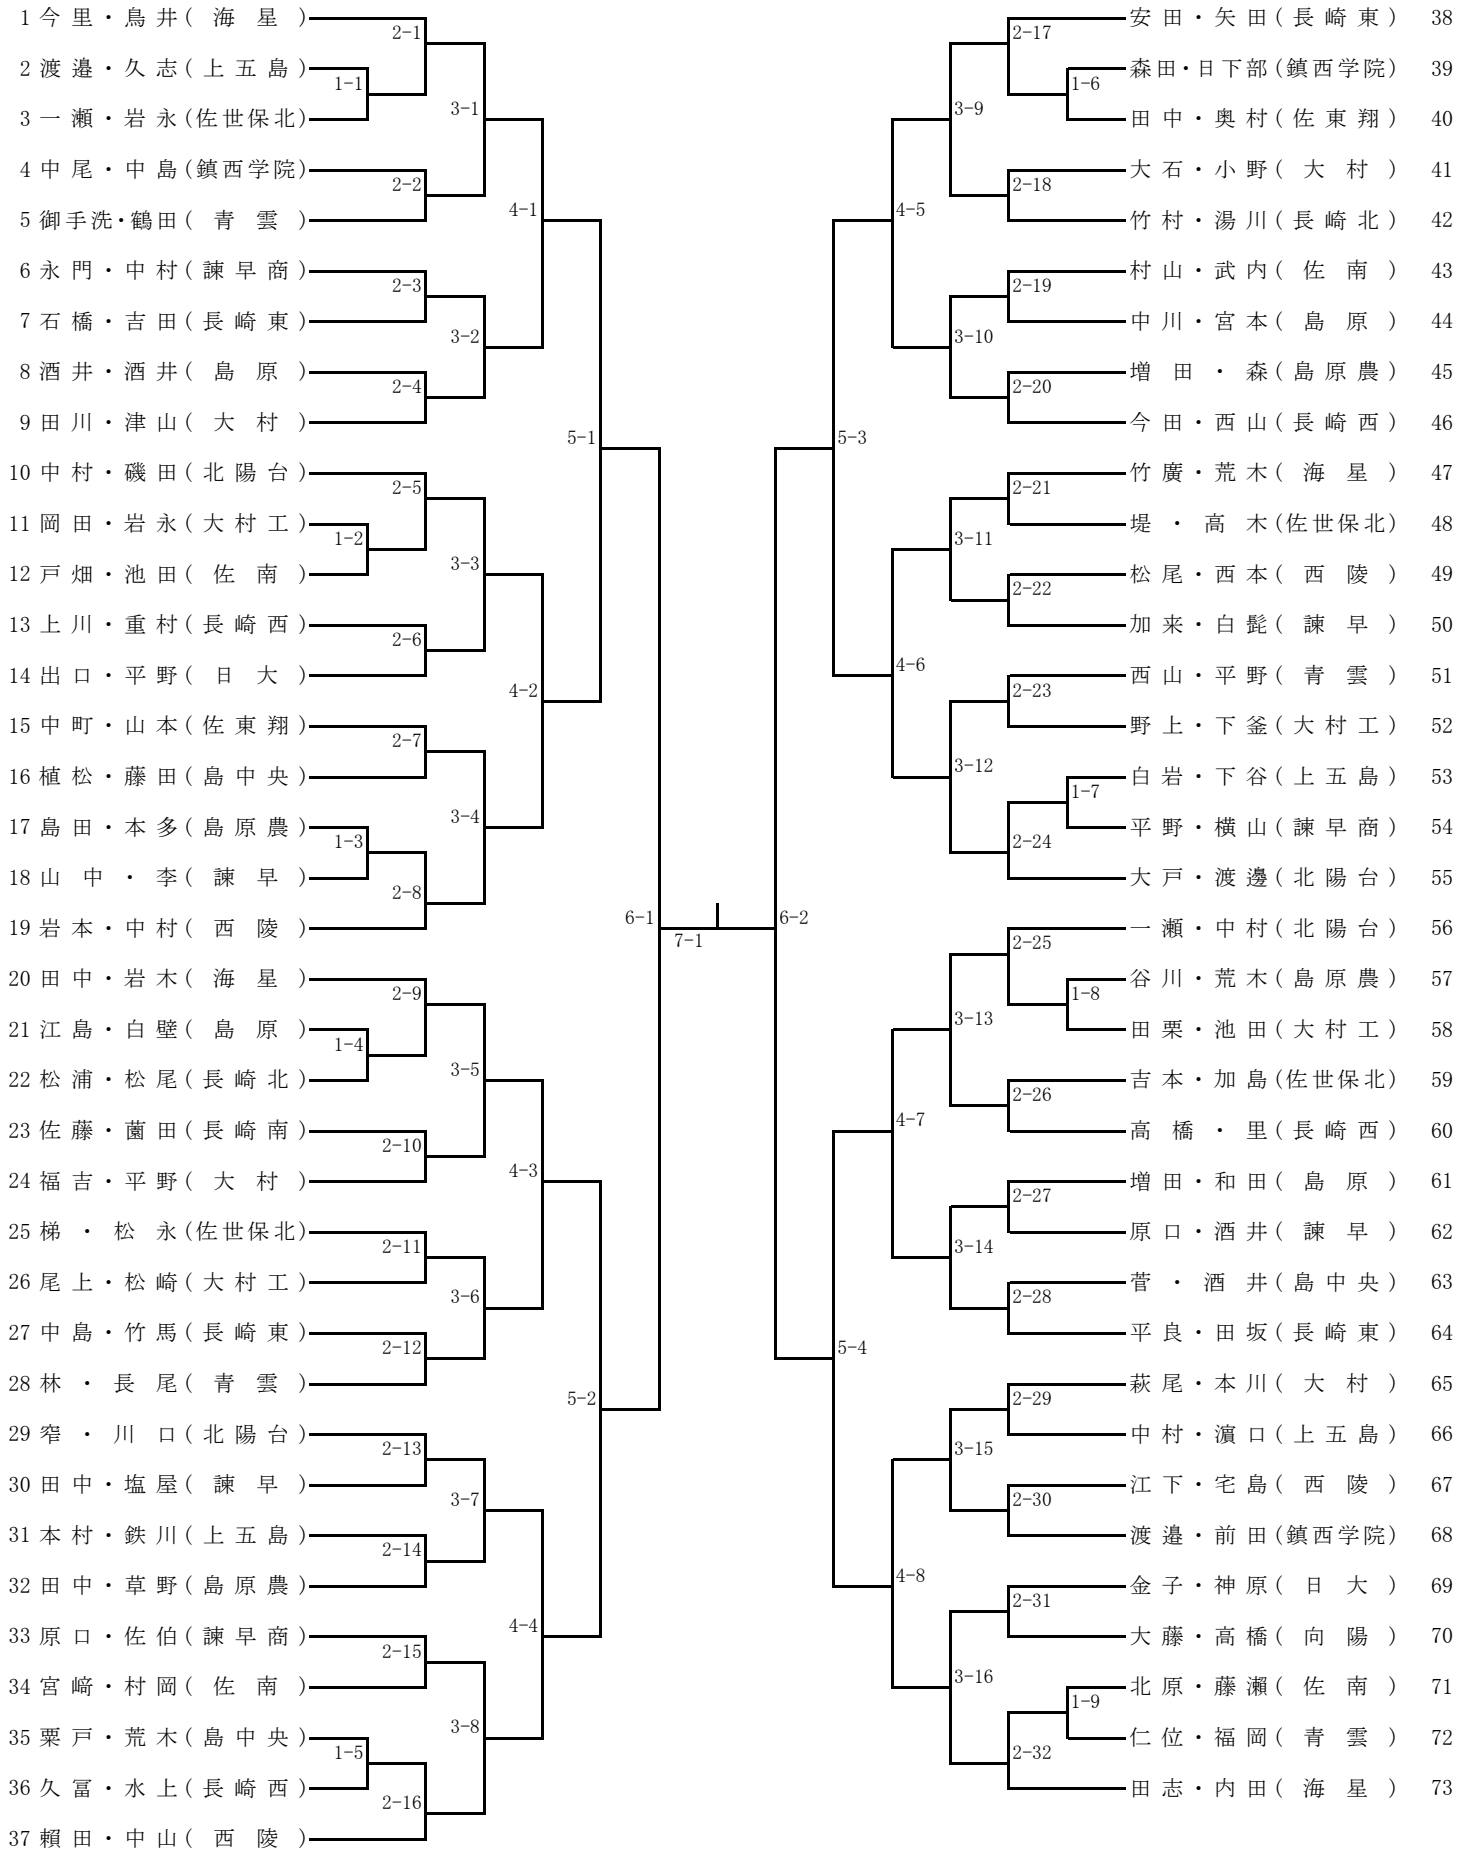 1 今里・鳥井(海星)
2 渡邉・久志(上五島)
3 一瀬・岩永(佐世保北)
4 中尾・中島(鎮西学院)
5 御手洗・鶴田(青雲)
6 永門・中村(諫早商)
7 石橋・吉田(長崎東)
8 酒井・酒井(島原)
9 田川・津山(大村)
10 中村・磯田(北陽台)
11 岡田・岩永(大村工)
12 戸畑・池田(佐南)
13 上川・重村(長崎西)
14 出口・平野(日大)
15 中町・山本(佐東翔)
16 植松・藤田(島中央)
17 島田・本多(島原農)
18 山中・李(諫早)
19 岩本・中村(西陵)
20 田中・岩木(海星)
21 江島・白壁(島原)
22 松浦・松尾(長崎北)
23 佐藤・薗田(長崎南)
24 福吉・平野(大村)
25 梯・松永(佐世保北)
26 尾上・松崎(大村工)
27 中島・竹馬(長崎東)
28 林・長尾(青雲)
29 窄・川口(北陽台)
30 田中・塩屋(諫早)
31 本村・鉄川(上五島)
32 田中・草野(島原農)
33 原口・佐伯(諫早商)
34 宮﨑・村岡(佐南)
35 栗戸・荒木(島中央)
36 久冨・水上(長崎西)
37 頼田・中山(西陵)
1-1
1-2
1-3
1-4
1-5
2-1
2-2
2-3
2-4
2-5
2-6
2-7
2-8
2-9
2-10
2-11
2-12
2-13
2-14
2-15
2-16
3-1
3-2
3-3
3-4
3-5
3-6
3-7
3-8
4-1
4-2
4-3
4-4
5-1
5-2
6-1
7-1
6-2
5-3
5-4
4-5
4-6
4-7
4-8
3-9
3-10
3-11
3-12
3-13
3-14
3-15
3-16
2-17
2-18
2-19
2-20
2-21
2-22
2-23
2-24
2-25
2-26
2-27
2-28
2-29
2-30
2-31
2-32
1-6
1-7
1-8
1-9
安田・矢田(長崎東) 38
森田・日下部(鎮西学院) 39
田中・奥村(佐東翔) 40
大石・小野(大村) 41
竹村・湯川(長崎北) 42
村山・武内(佐南) 43
中川・宮本(島原) 44
増田・森(島原農) 45
今田・西山(長崎西) 46
竹廣・荒木(海星) 47
堤・高木(佐世保北) 48
松尾・西本(西陵) 49
加来・白髭(諫早) 50
西山・平野(青雲) 51
野上・下釜(大村工) 52
白岩・下谷(上五島) 53
平野・横山(諫早商) 54
大戸・渡邊(北陽台) 55
一瀬・中村(北陽台) 56
谷川・荒木(島原農) 57
田栗・池田(大村工) 58
吉本・加島(佐世保北) 59
高橋・里(長崎西) 60
増田・和田(島原) 61
原口・酒井(諫早) 62
菅・酒井(島中央) 63
平良・田坂(長崎東) 64
萩尾・本川(大村) 65
中村・濵口(上五島) 66
江下・宅島(西陵) 67
渡邉・前田(鎮西学院) 68
金子・神原(日大) 69
大藤・高橋(向陽) 70
北原・藤瀬(佐南) 71
仁位・福岡(青雲) 72
田志・内田(海星) 73